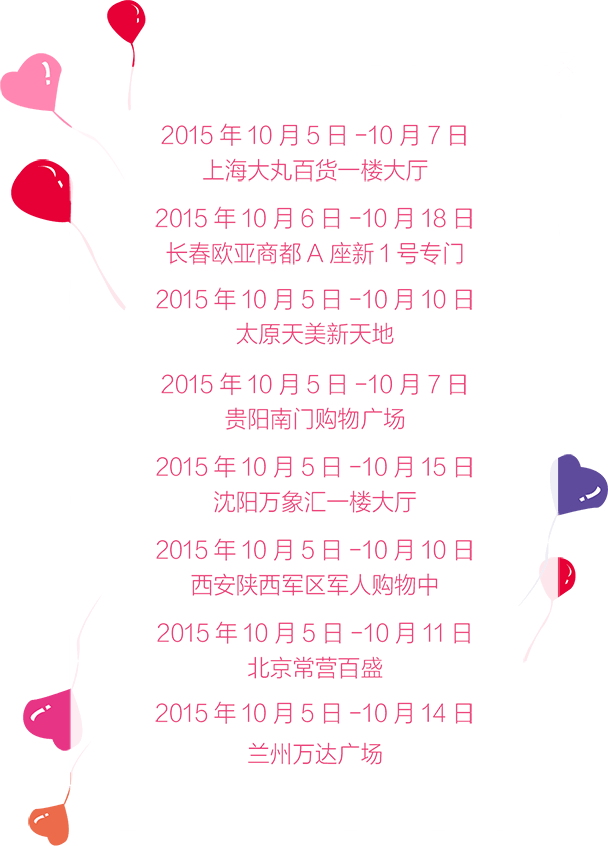 2015 年 10 月 5 日 -10 月 7 日
上海大丸百货一楼大厅
2015 年 10 月 6 日 -10 月 18 日
长春欧亚商都 A 座新 1 号专门
2015 年 10 月 5 日 -10 月 10 日
太原天美新天地
2015 年 10 月 5 日 -10 月 7 日
贵阳南门购物广场
2015 年 10 月 5 日 -10 月 15 日
沈阳万象汇一楼大厅
2015 年 10 月 5 日 -10 月 10 日
西安陕西军区军人购物中
2015 年 10 月 5 日 -10 月 11 日
北京常营百盛
2015 年 10 月 5 日 -10 月 14 日
兰州万达广场